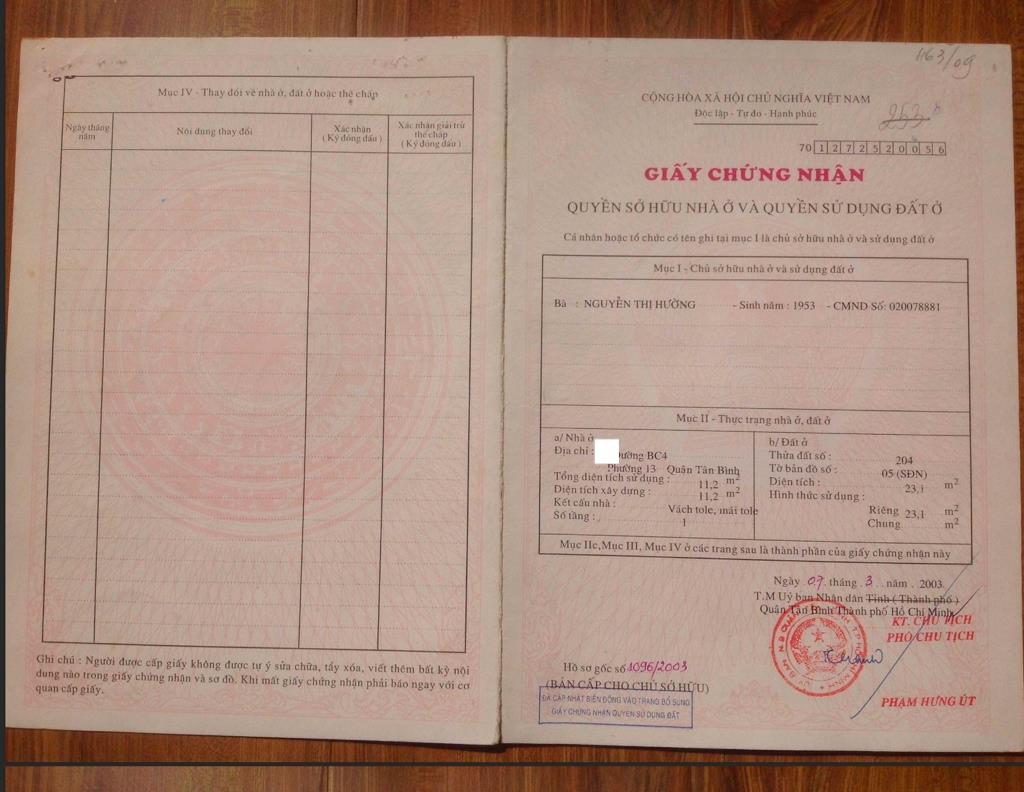 Mục IV - Thay đổi về nhà ở, đất ở hoặc thế chấp
Ngày tháng năm
Nội dung thay đổi
Xác nhận
( Ký đóng dấu )
Xác nhận giải trừ
thế chấp
( Ký đóng dấu )
Ghi chú : Người được cấp giấy không được tự ý sửa chữa, tẩy xóa, viết thêm bất kỳ nội
dung nào trong giấy chứng nhận và sơ đồ. Khi mất giấy chứng nhận phải báo ngay với cơ
quan cấp giấy.
1163/09
CỘNG HÒA XÃ HỘI CHỦ NGHĨA VIỆT NAM
Độc lập - Tự do - Hạnh phúc
253
70 1 2 7 2 5 2 0 0 5 6
GIẤY CHỨNG NHẬN
QUYỀN SỞ HỮU NHÀ Ở VÀ QUYỀN SỬ DỤNG ĐẤT Ở
Cá nhân hoặc tổ chức có tên ghi tại mục I là chủ sở hữu nhà ở và sử dụng đất ở
Mục I - Chủ sở hữu nhà ở và sử dụng đất ở
Bà : NGUYỄN THỊ HƯỜNG - Sinh năm : 1953 - CMND Số: 020078881
Mục II - Thực trạng nhà ở, đất ở
a/ Nhà ở
Địa chỉ : Đường BC4
Phường 13 Quận Tân Bình
Tổng diện tích sử dụng : 11,2 m2
Diện tích xây dựng : 11,2 m2
Kết cấu nhà : Vách tole, mái tole
Số tầng : 1
b/ Đất ở
Thửa đất số : 204
Tờ bản đồ số : 05 (SĐN)
Diện tích : 23,1 m2
Hình thức sử dụng :
Riêng 23,1 m2
Chung m2
Mục IIc,Mục III, Mục IV ở các trang sau là thành phần của giấy chứng nhận này
Ngày 07 tháng 3 năm 2003
T.M Uỷ ban Nhân dân Tỉnh ( Thành phố )
Quận Tân Bình Thành phố Hồ Chí Minh
KT. CHỦ TỊCH
PHÓ CHỦ TỊCH
PHẠM HƯNG ÚT
Hồ sơ gốc số 1096/2003
(BẢN CẤP CHO CHỦ SỞ HỮU)
ĐÃ CẬP NHẬT BIẾN ĐỘNG VÀO TRANG BỔ SUNG
GIẤY CHỨNG NHẬN QUYỀN SỬ DỤNG ĐẤT